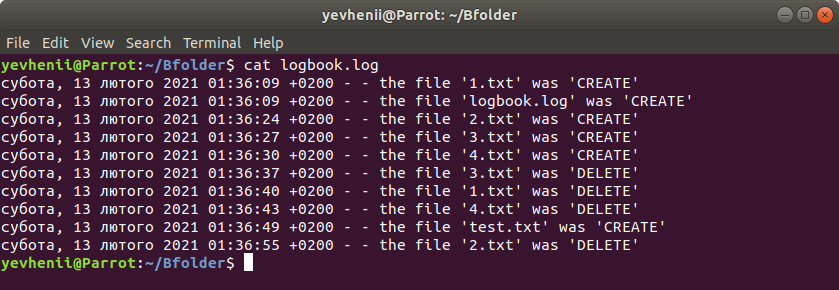 yevhenii@Parrot: ~/Bfolder
File Edit View Search Terminal Help
yevhenii@Parrot:~/Bfolder$ cat logbook.log
субота, 13 лютого 2021 01:36:09 +0200 - - the file '1.txt' was 'CREATE'
субота, 13 лютого 2021 01:36:09 +0200 - - the file 'logbook.log' was 'CREATE'
субота, 13 лютого 2021 01:36:24 +0200 - - the file '2.txt' was 'CREATE'
субота, 13 лютого 2021 01:36:27 +0200 - - the file '3.txt' was 'CREATE'
субота, 13 лютого 2021 01:36:30 +0200 - - the file '4.txt' was 'CREATE'
субота, 13 лютого 2021 01:36:37 +0200 - - the file '3.txt' was 'DELETE'
субота, 13 лютого 2021 01:36:40 +0200 - - the file '1.txt' was 'DELETE'
субота, 13 лютого 2021 01:36:43 +0200 - - the file '4.txt' was 'DELETE'
субота, 13 лютого 2021 01:36:49 +0200 - - the file 'test.txt' was 'CREATE'
субота, 13 лютого 2021 01:36:55 +0200 - - the file '2.txt' was 'DELETE'
yevhenii@Parrot:~/Bfolder$